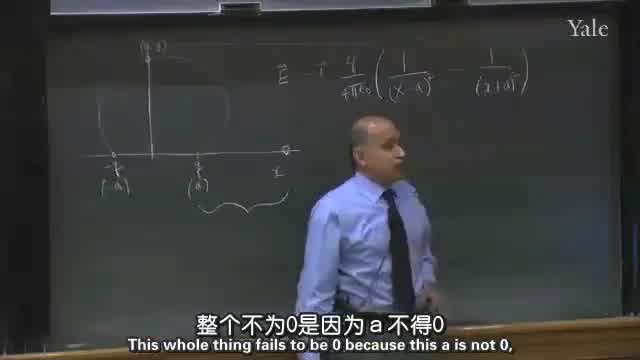 Yale
E = i q/4πε₀ ( 1/(x-a)² - 1/(x+a)² )
(-a)
(a)
x
整个不为0是因为a不得0
This whole thing fails to be 0 because this a is not 0,